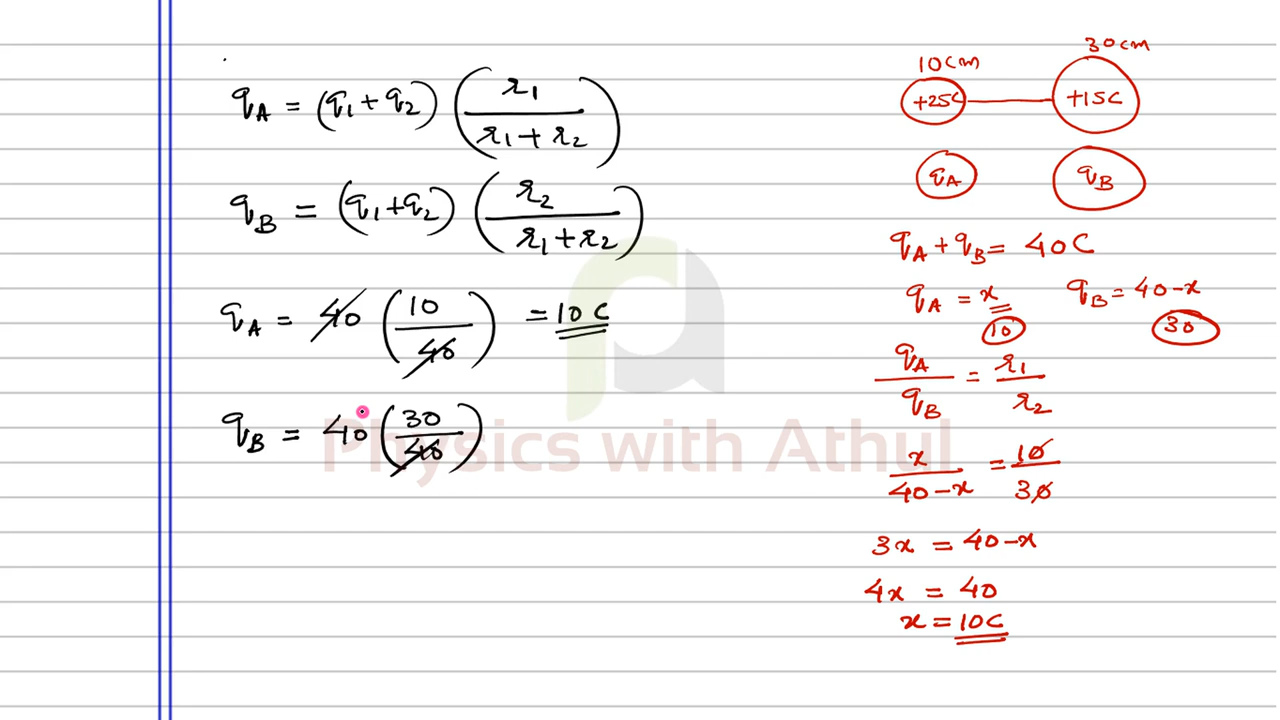 qA = (q1 + q2) (r1 / (r1 + r2))
qB = (q1 + q2) (r2 / (r1 + r2))
qA = 40 (10 / 40) = 10 C
qB = 40 (30 / 40)
Physics with Athul
10cm
30cm
+25C
+15C
qA
qB
qA + qB = 40C
qA = x
qB = 40 - x
10
30
qA / qB = r1 / r2
x / (40 - x) = 10 / 30
3x = 40 - x
4x = 40
x = 10C